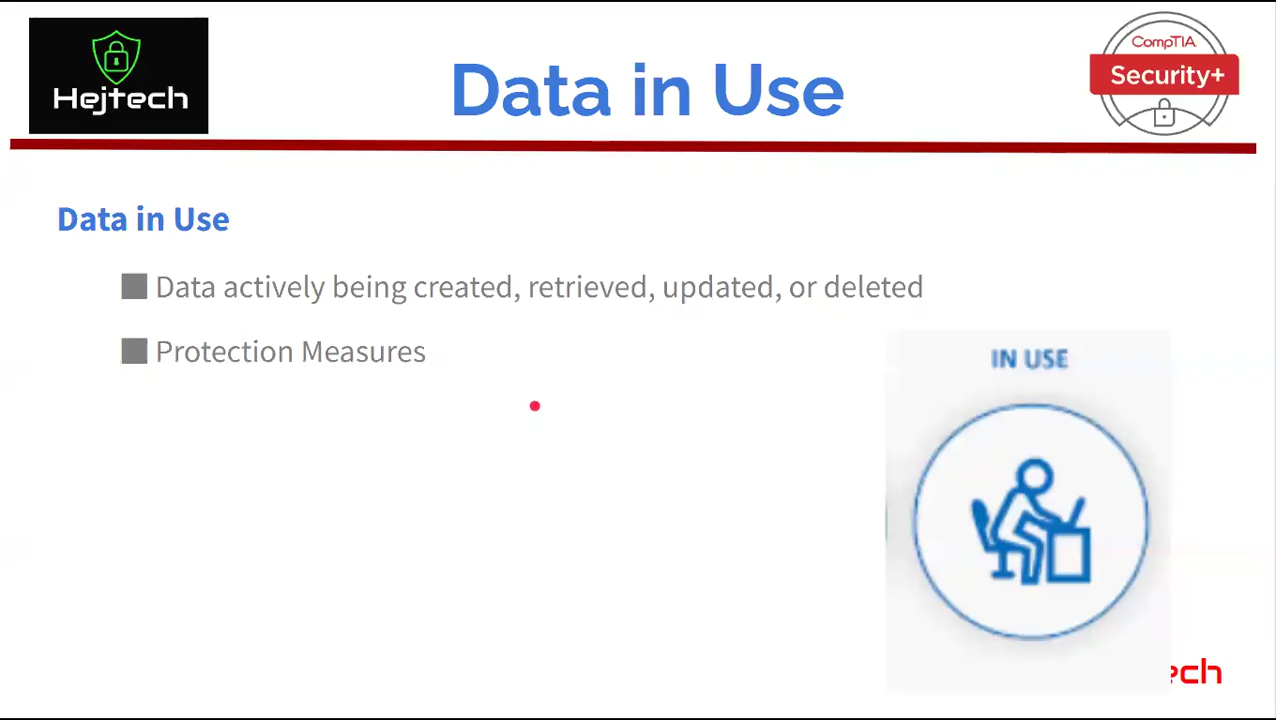 Hejtech
Data in Use
CompTIA
Security+
Data in Use
Data actively being created, retrieved, updated, or deleted
Protection Measures
IN USE
ech